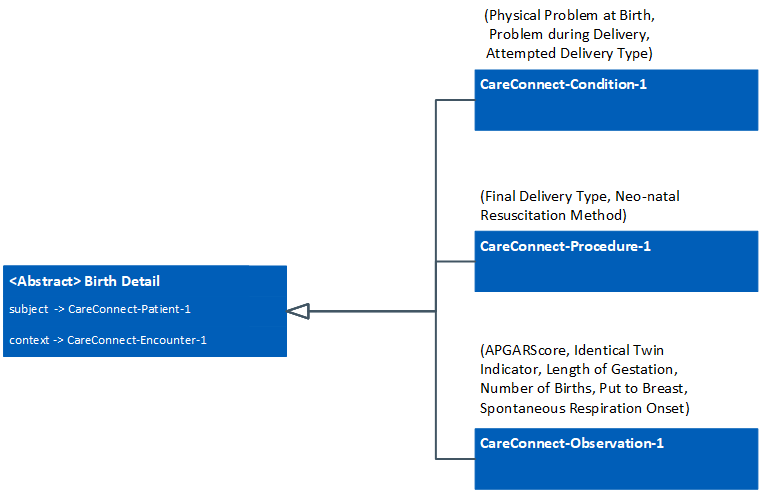 (Physical Problem at Birth,
Problem during Delivery,
Attempted Delivery Type)
CareConnect-Condition-1
(Final Delivery Type, Neo-natal
Resuscitation Method)
CareConnect-Procedure-1
<Abstract> Birth Detail
subject -> CareConnect-Patient-1
context -> CareConnect-Encounter-1
(APGARScore, Identical Twin
Indicator, Length of Gestation,
Number of Births, Put to Breast,
Spontaneous Respiration Onset)
CareConnect-Observation-1